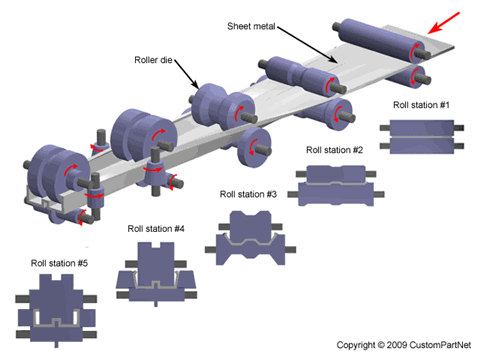 Sheet metal
Roller die
Roll station #1
Roll station #2
Roll station #3
Roll station #4
Roll station #5
Copyright © 2009 CustomPartNet